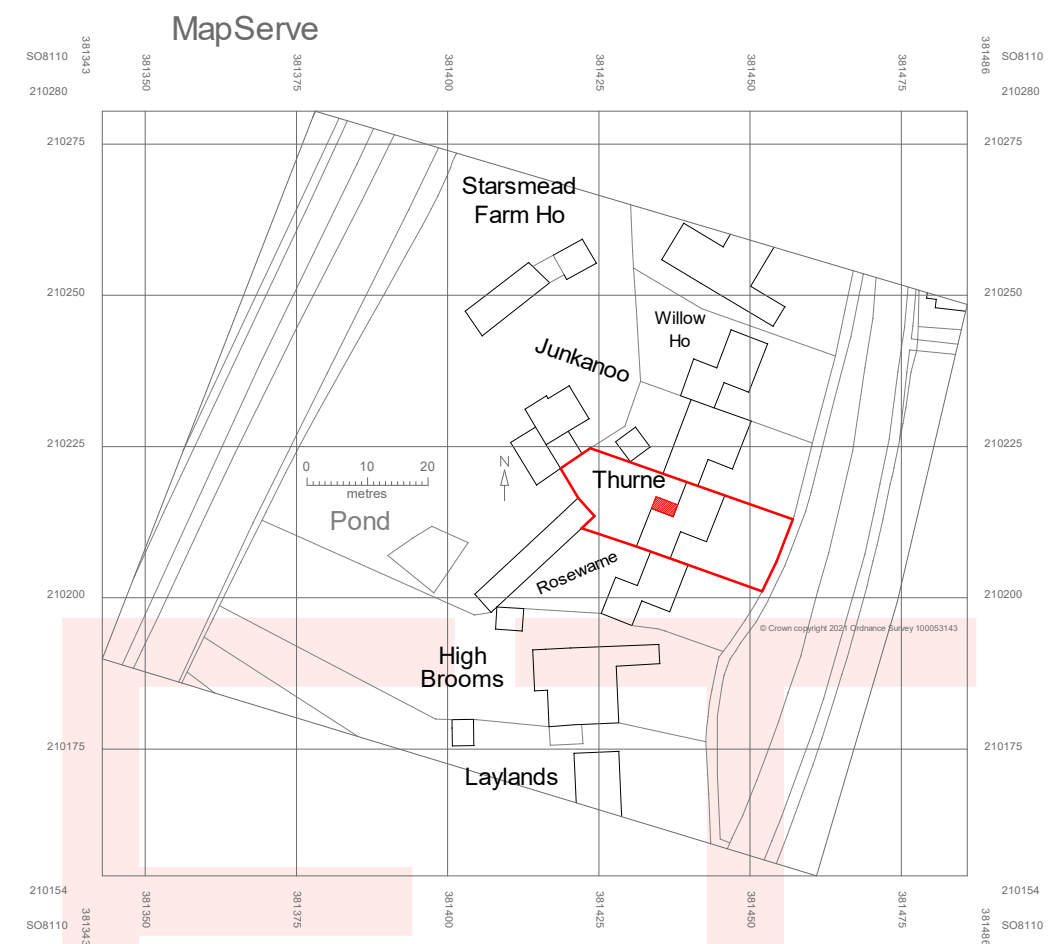 MapServe
SO8110
381343
381350
381375
381400
381425
381450
381475
381486
SO8110
210280
210280
210275
210275
Starsmead
Farm Ho
210250
210250
Willow
Ho
Junkanoo
210225
210225
N
0 10 20
metres
Thurne
Pond
Rosewarne
210200
210200
© Crown copyright 2021 Ordnance Survey 100053143
High
Brooms
210175
210175
Laylands
210154
210154
SO8110
381343
381350
381375
381400
381425
381450
381475
381486
SO8110